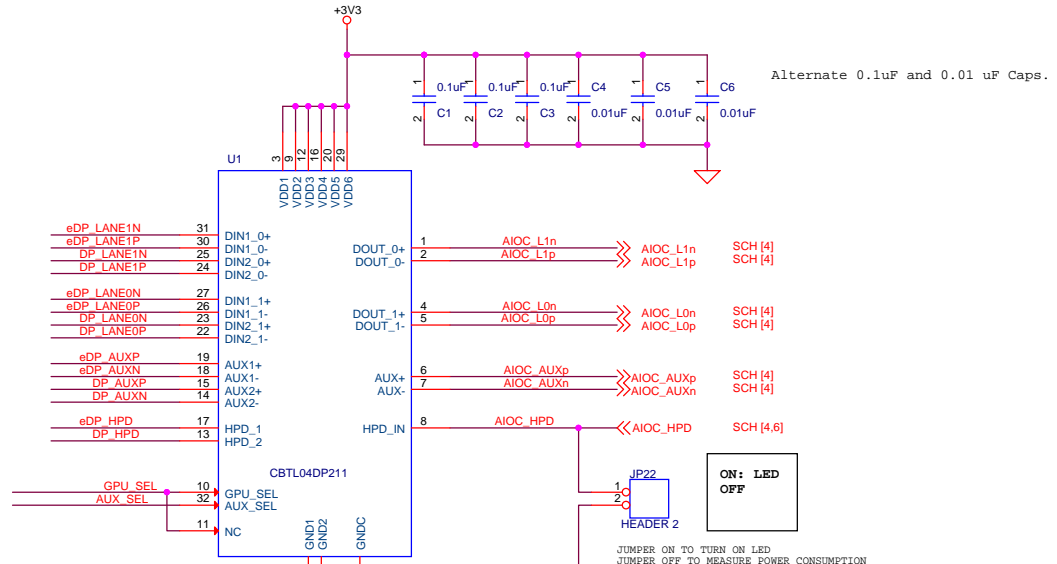 +3V3
Alternate 0.1uF and 0.01 uF Caps.
1 0.1uF 1 0.1uF 1 0.1uF 1 C4 1 C5 1 C6
2 C1 2 C2 2 C3 2 0.01uF 2 0.01uF 2 0.01uF
U1
3 9 12 16 20 29
VDD1 VDD2 VDD3 VDD4 VDD5 VDD6
eDP_LANE1N 31 DIN1_0+
eDP_LANE1P 30 DIN1_0- DOUT_0+ 1 AIOC_L1n AIOC_L1n SCH [4]
DP_LANE1N 25 DIN2_0+ DOUT_0- 2 AIOC_L1p AIOC_L1p SCH [4]
DP_LANE1P 24 DIN2_0-
eDP_LANE0N 27 DIN1_1+
eDP_LANE0P 26 DIN1_1- DOUT_1+ 4 AIOC_L0n AIOC_L0n SCH [4]
DP_LANE0N 23 DIN2_1+ DOUT_1- 5 AIOC_L0p AIOC_L0p SCH [4]
DP_LANE0P 22 DIN2_1-
eDP_AUXP 19 AUX1+
eDP_AUXN 18 AUX1- AUX+ 6 AIOC_AUXp AIOC_AUXp SCH [4]
DP_AUXP 15 AUX2+ AUX- 7 AIOC_AUXn AIOC_AUXn SCH [4]
DP_AUXN 14 AUX2-
eDP_HPD 17 HPD_1 HPD_IN 8 AIOC_HPD AIOC_HPD SCH [4,6]
DP_HPD 13 HPD_2
CBTL04DP211
GPU_SEL 10 GPU_SEL
AUX_SEL 32 AUX_SEL
11 NC
GND1 GND2 GNDC
JP22
1
2
HEADER 2
ON: LED
OFF
JUMPER ON TO TURN ON LED
JUMPER OFF TO MEASURE POWER CONSUMPTION